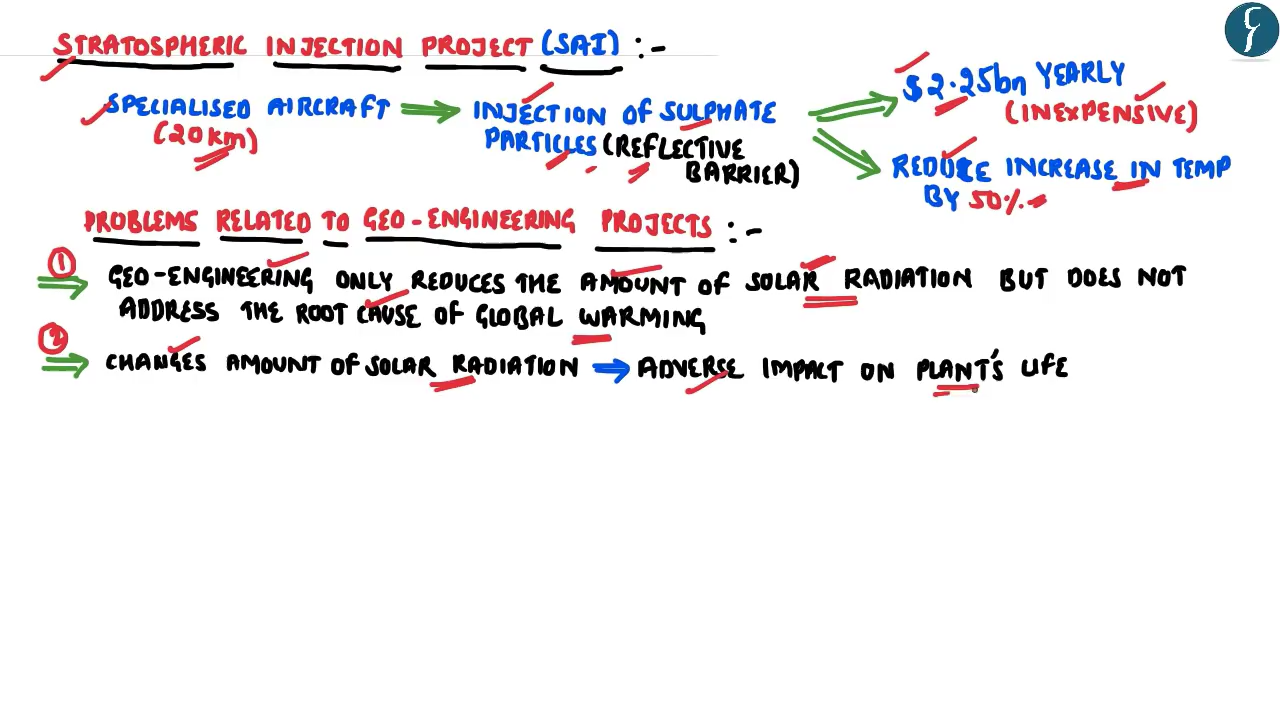 STRATOSPHERIC INJECTION PROJECT (SAI) :-
SPECIALISED AIRCRAFT
(20 km)
INJECTION OF SULPHATE
PARTICLES (REFLECTIVE
BARRIER)
$2.25bn YEARLY
(INEXPENSIVE)
REDUCE INCREASE IN TEMP
BY 50%
PROBLEMS RELATED TO GEO-ENGINEERING PROJECTS :-
1 GEO-ENGINEERING ONLY REDUCES THE AMOUNT OF SOLAR RADIATION BUT DOES NOT
ADDRESS THE ROOT CAUSE OF GLOBAL WARMING
2 CHANGES AMOUNT OF SOLAR RADIATION → ADVERSE IMPACT ON PLANT'S LIFE